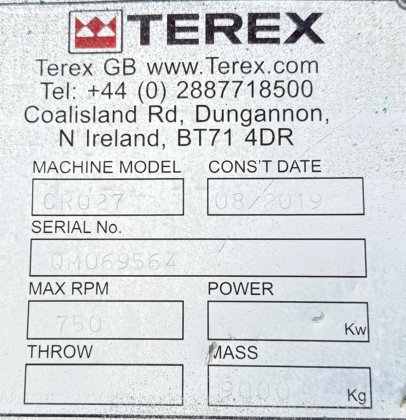 TEREX
Terex GB www.Terex.com
Tel: +44 (0) 2887718500
Coalisland Rd, Dungannon,
N Ireland, BT71 4DR
MACHINE MODEL CONS'T DATE
CR027 08/2019
SERIAL No.
QM069564
MAX RPM POWER
750 Kw
THROW MASS
9000 Kg